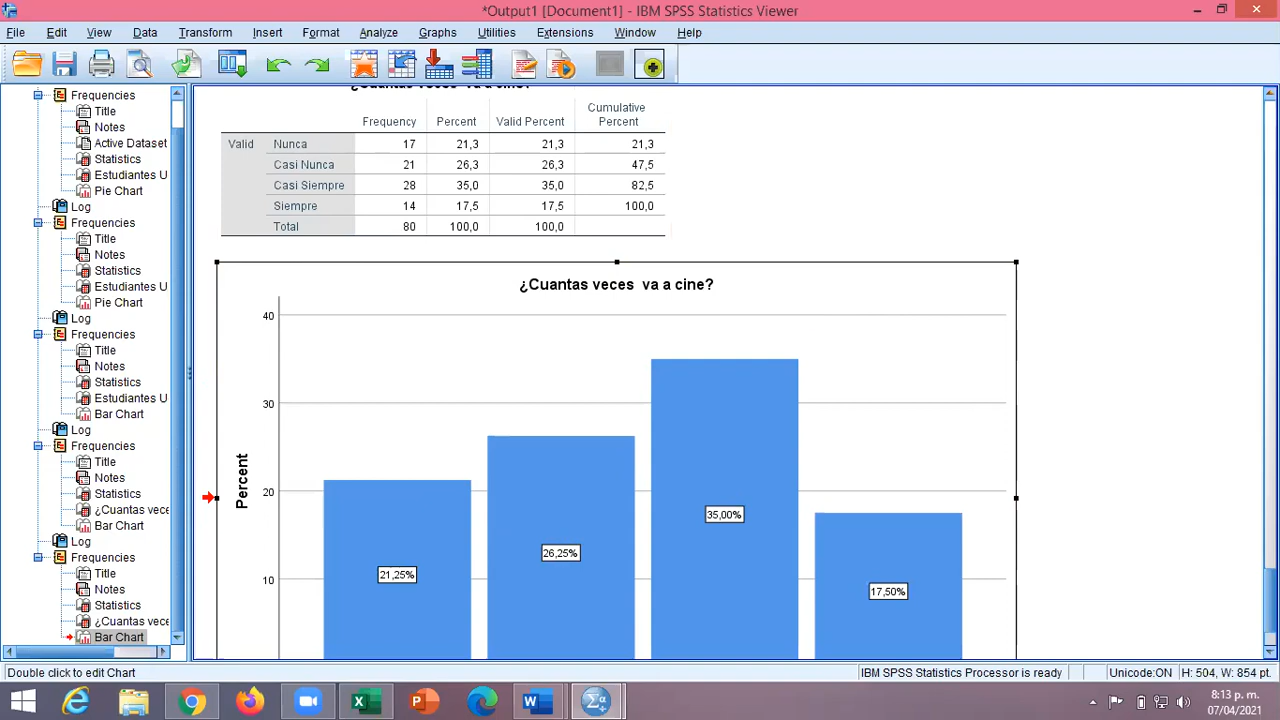 *Output1 [Document1] - IBM SPSS Statistics Viewer
File Edit View Data Transform Insert Format Analyze Graphs Utilities Extensions Window Help
Frequencies
Title
Notes
Active Dataset
Statistics
Estudiantes U
Pie Chart
Log
Frequencies
Title
Notes
Statistics
Estudiantes U
Pie Chart
Log
Frequencies
Title
Notes
Statistics
Estudiantes U
Bar Chart
Log
Frequencies
Title
Notes
Statistics
¿Cuantas vece
Bar Chart
Log
Frequencies
Title
Notes
Statistics
¿Cuantas vece
Bar Chart
¿Cuantas veces va a cine?
Frequency Percent Valid Percent Cumulative Percent
Valid Nunca 17 21,3 21,3 21,3
Casi Nunca 21 26,3 26,3 47,5
Casi Siempre 28 35,0 35,0 82,5
Siempre 14 17,5 17,5 100,0
Total 80 100,0 100,0
¿Cuantas veces va a cine?
Percent
40
30
20
10
21,25%
26,25%
35,00%
17,50%
Double click to edit Chart
IBM SPSS Statistics Processor is ready
Unicode:ON
H: 504, W: 854 pt.
8:13 p. m.
07/04/2021